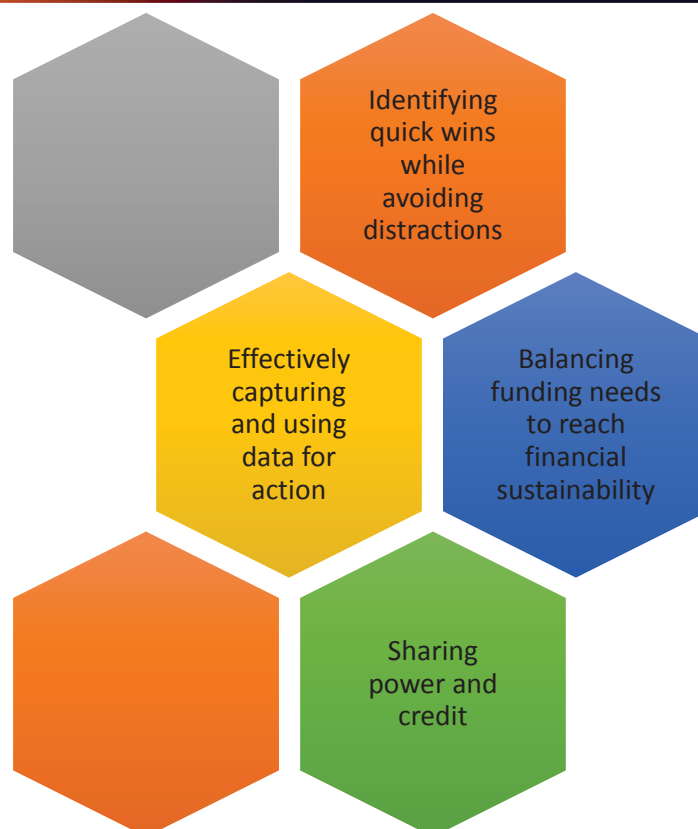 Identifying
quick wins
while
avoiding
distractions
Effectively
capturing
and using
data for
action
Balancing
funding needs
to reach
financial
sustainability
Sharing
power and
credit